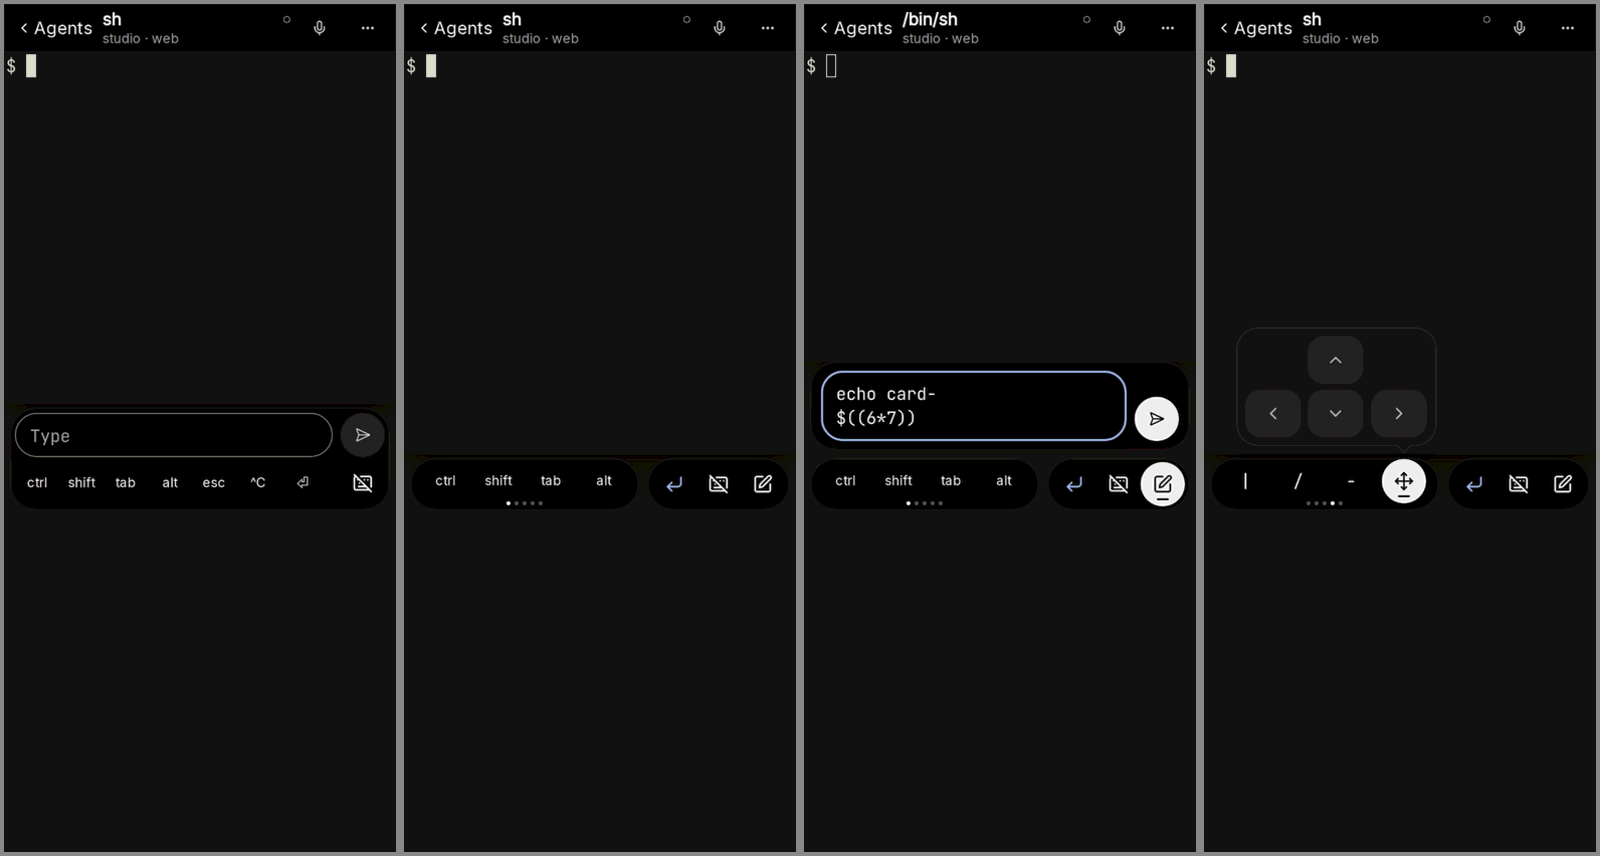 Agents
sh
studio · web
$
Type
ctrl shift tab alt esc ^C
Agents
sh
studio · web
$
ctrl shift tab alt
Agents
/bin/sh
studio · web
$
echo card-
$((6*7))
ctrl shift tab alt
Agents
sh
studio · web
$
| / -